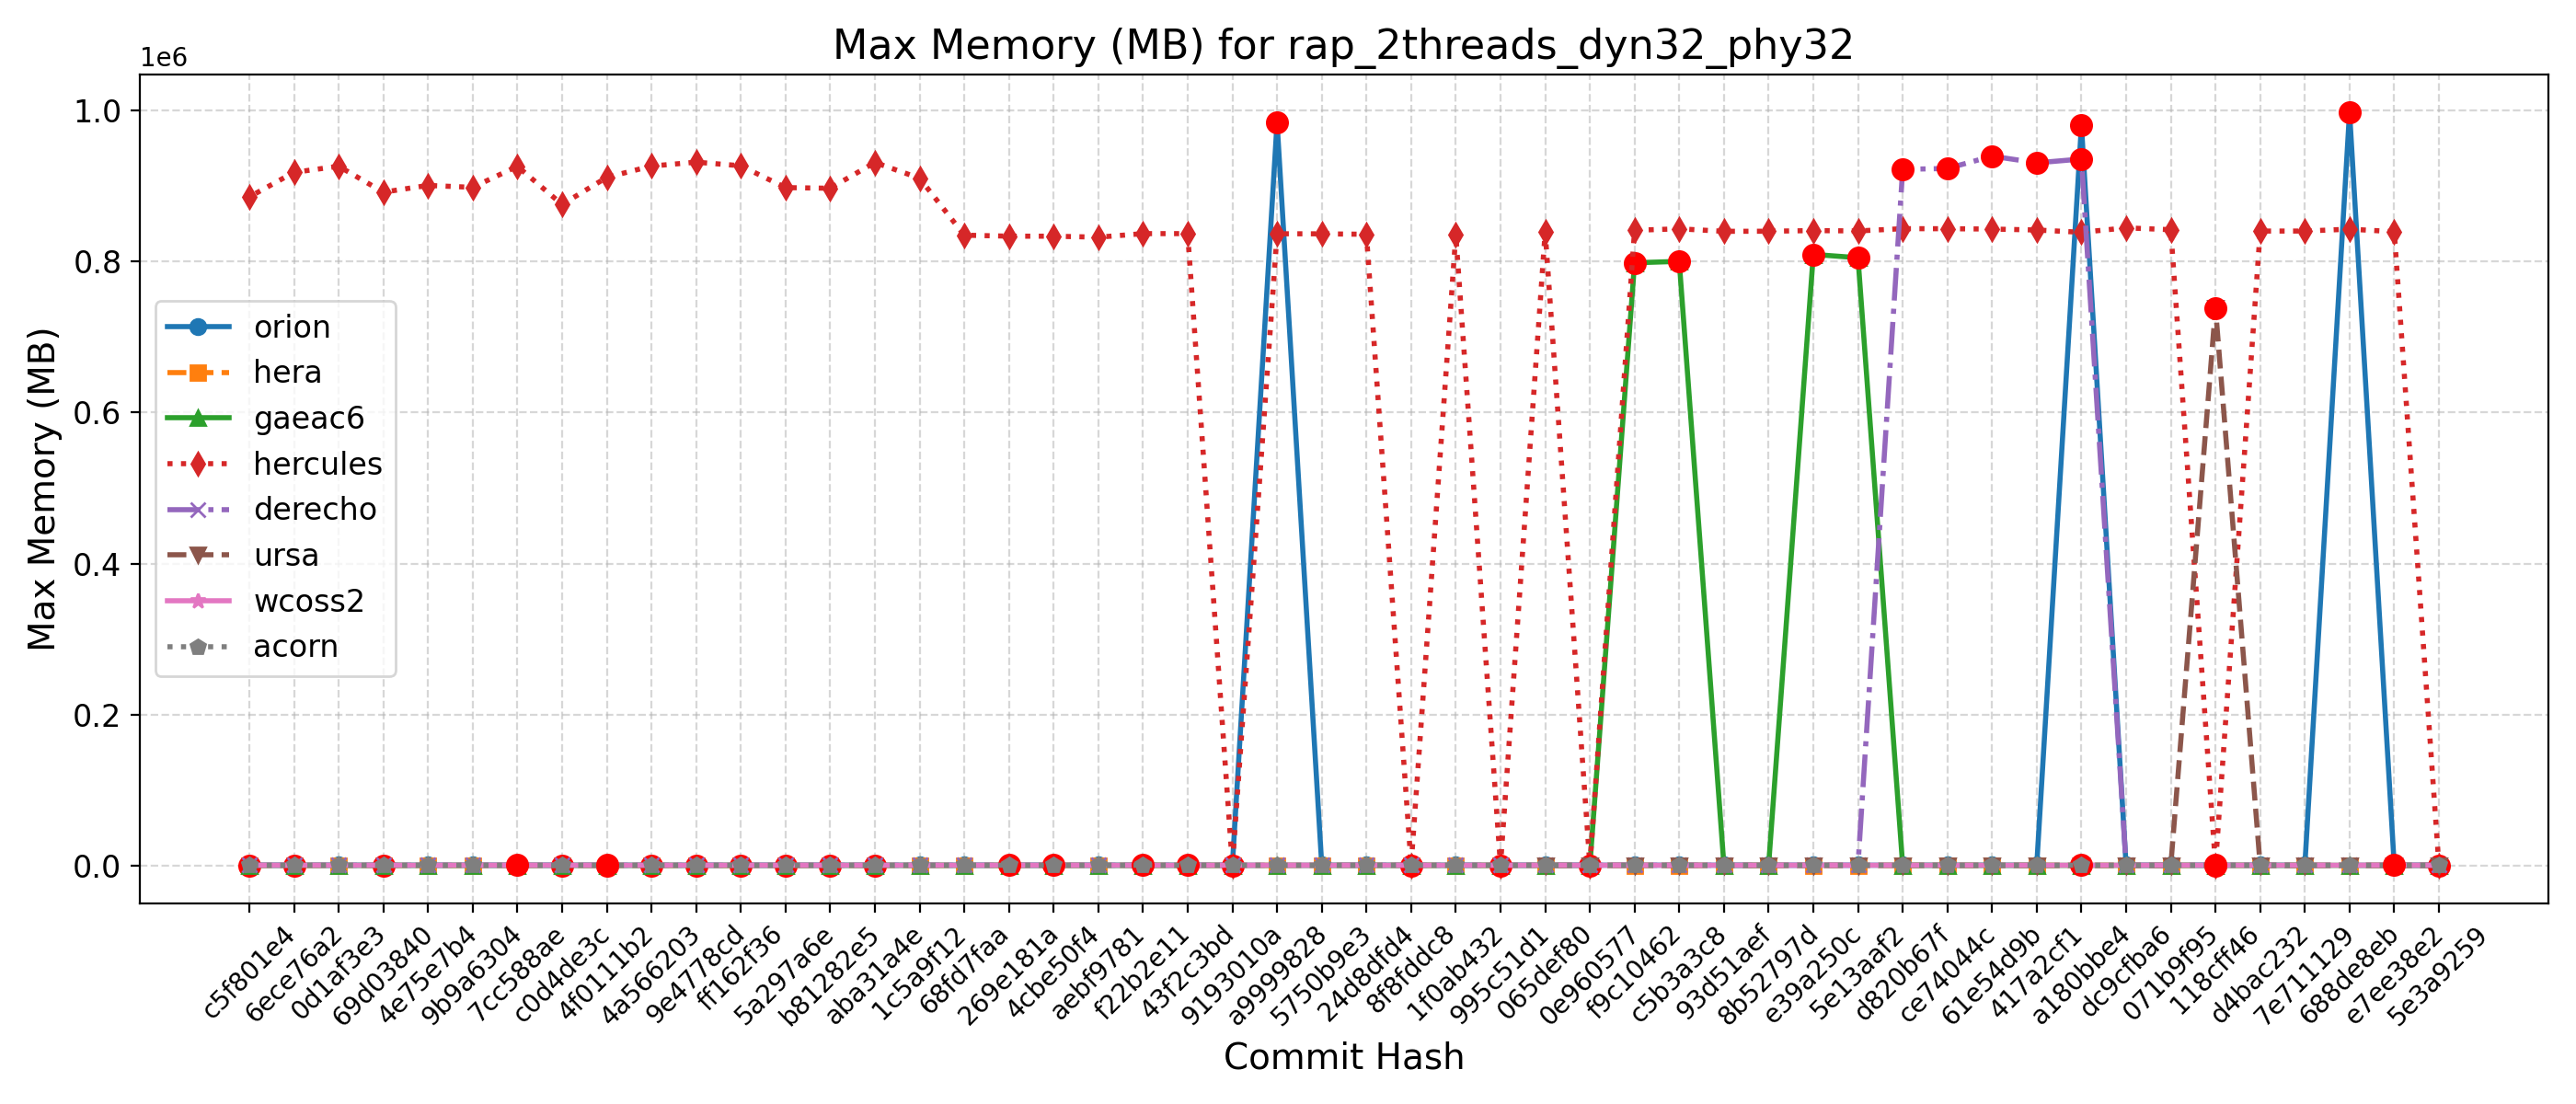 Max Memory (MB) for rap_2threads_dyn32_phy32
1e6
1.0
0.8
0.6
0.4
0.2
0.0
Max Memory (MB)
orion
hera
gaeac6
hercules
derecho
ursa
wcoss2
acorn
c5f801e4
6ece76a2
0d1af3e3
69d03840
4e75e7b4
9b9a6304
7cc588ae
c0d4de3c
4f0111b2
4a566203
9e4778cd
ff162f36
5a297a6e
b81282e5
aba31a4e
1c5a9f12
68fd7faa
269e181a
4cbe50f4
aebf9781
f22b2e11
43f2c3bd
9193010a
a9999828
5750b9e3
24d8dfd4
8f8fddc8
1f0ab432
995c51d1
065def80
0e960577
f9c10462
c5b3a3c8
93d51aef
8b52797d
e39a250c
5e13aaf2
d820b67f
ce74044c
61e54d9b
417a2cf1
a180bbe4
dc9cfba6
071b9f95
118cff46
d4bac232
7e711129
688de8eb
e7ee38e2
5e3a9259
Commit Hash